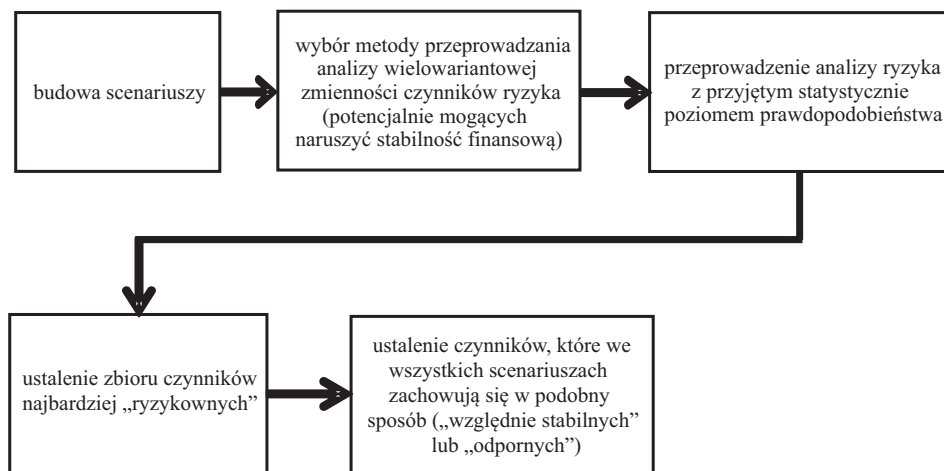 budowa scenariuszy
wybór metody przeprowadzania
analizy wielowariantowej
zmienności czynników ryzyka
(potencjalnie mogących
naruszyć stabilność finansową)
przeprowadzenie analizy ryzyka
z przyjętym statystycznie
poziomem prawdopodobieństwa
ustalenie zbioru czynników
najbardziej „ryzykownych”
ustalenie czynników, które we
wszystkich scenariuszach
zachowują się w podobny
sposób („względnie stabilnych”
lub „odpornych”)